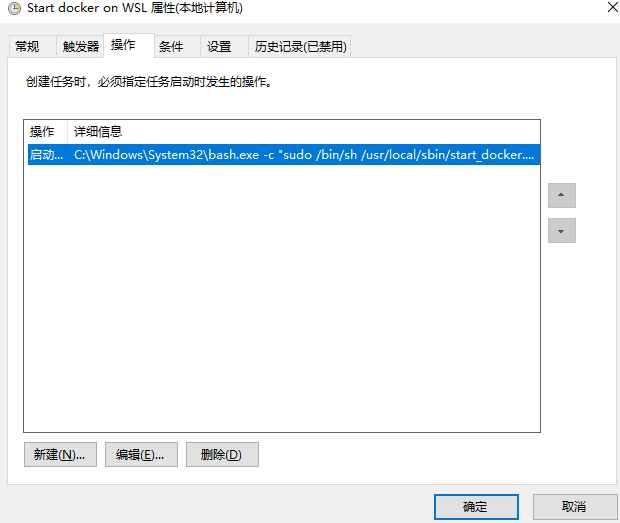 Start docker on WSL 属性(本地计算机)
常规 触发器 操作 条件 设置 历史记录(已禁用)
创建任务时，必须指定任务启动时发生的操作。
操作 详细信息
启动... C:\Windows\System32\bash.exe -c "sudo /bin/sh /usr/local/sbin/start_docker....
新建(N)... 编辑(E)... 删除(D)
确定 取消